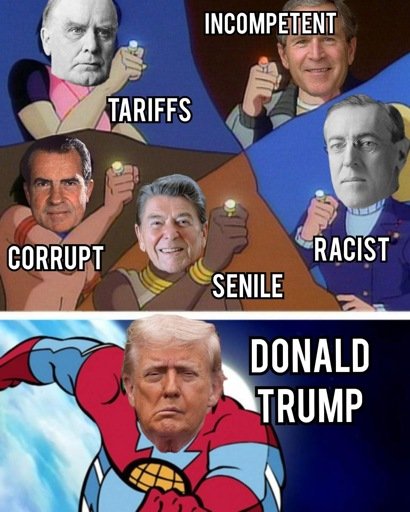 INCOMPETENT
TARIFFS
CORRUPT
RACIST
SENILE
DONALD
TRUMP